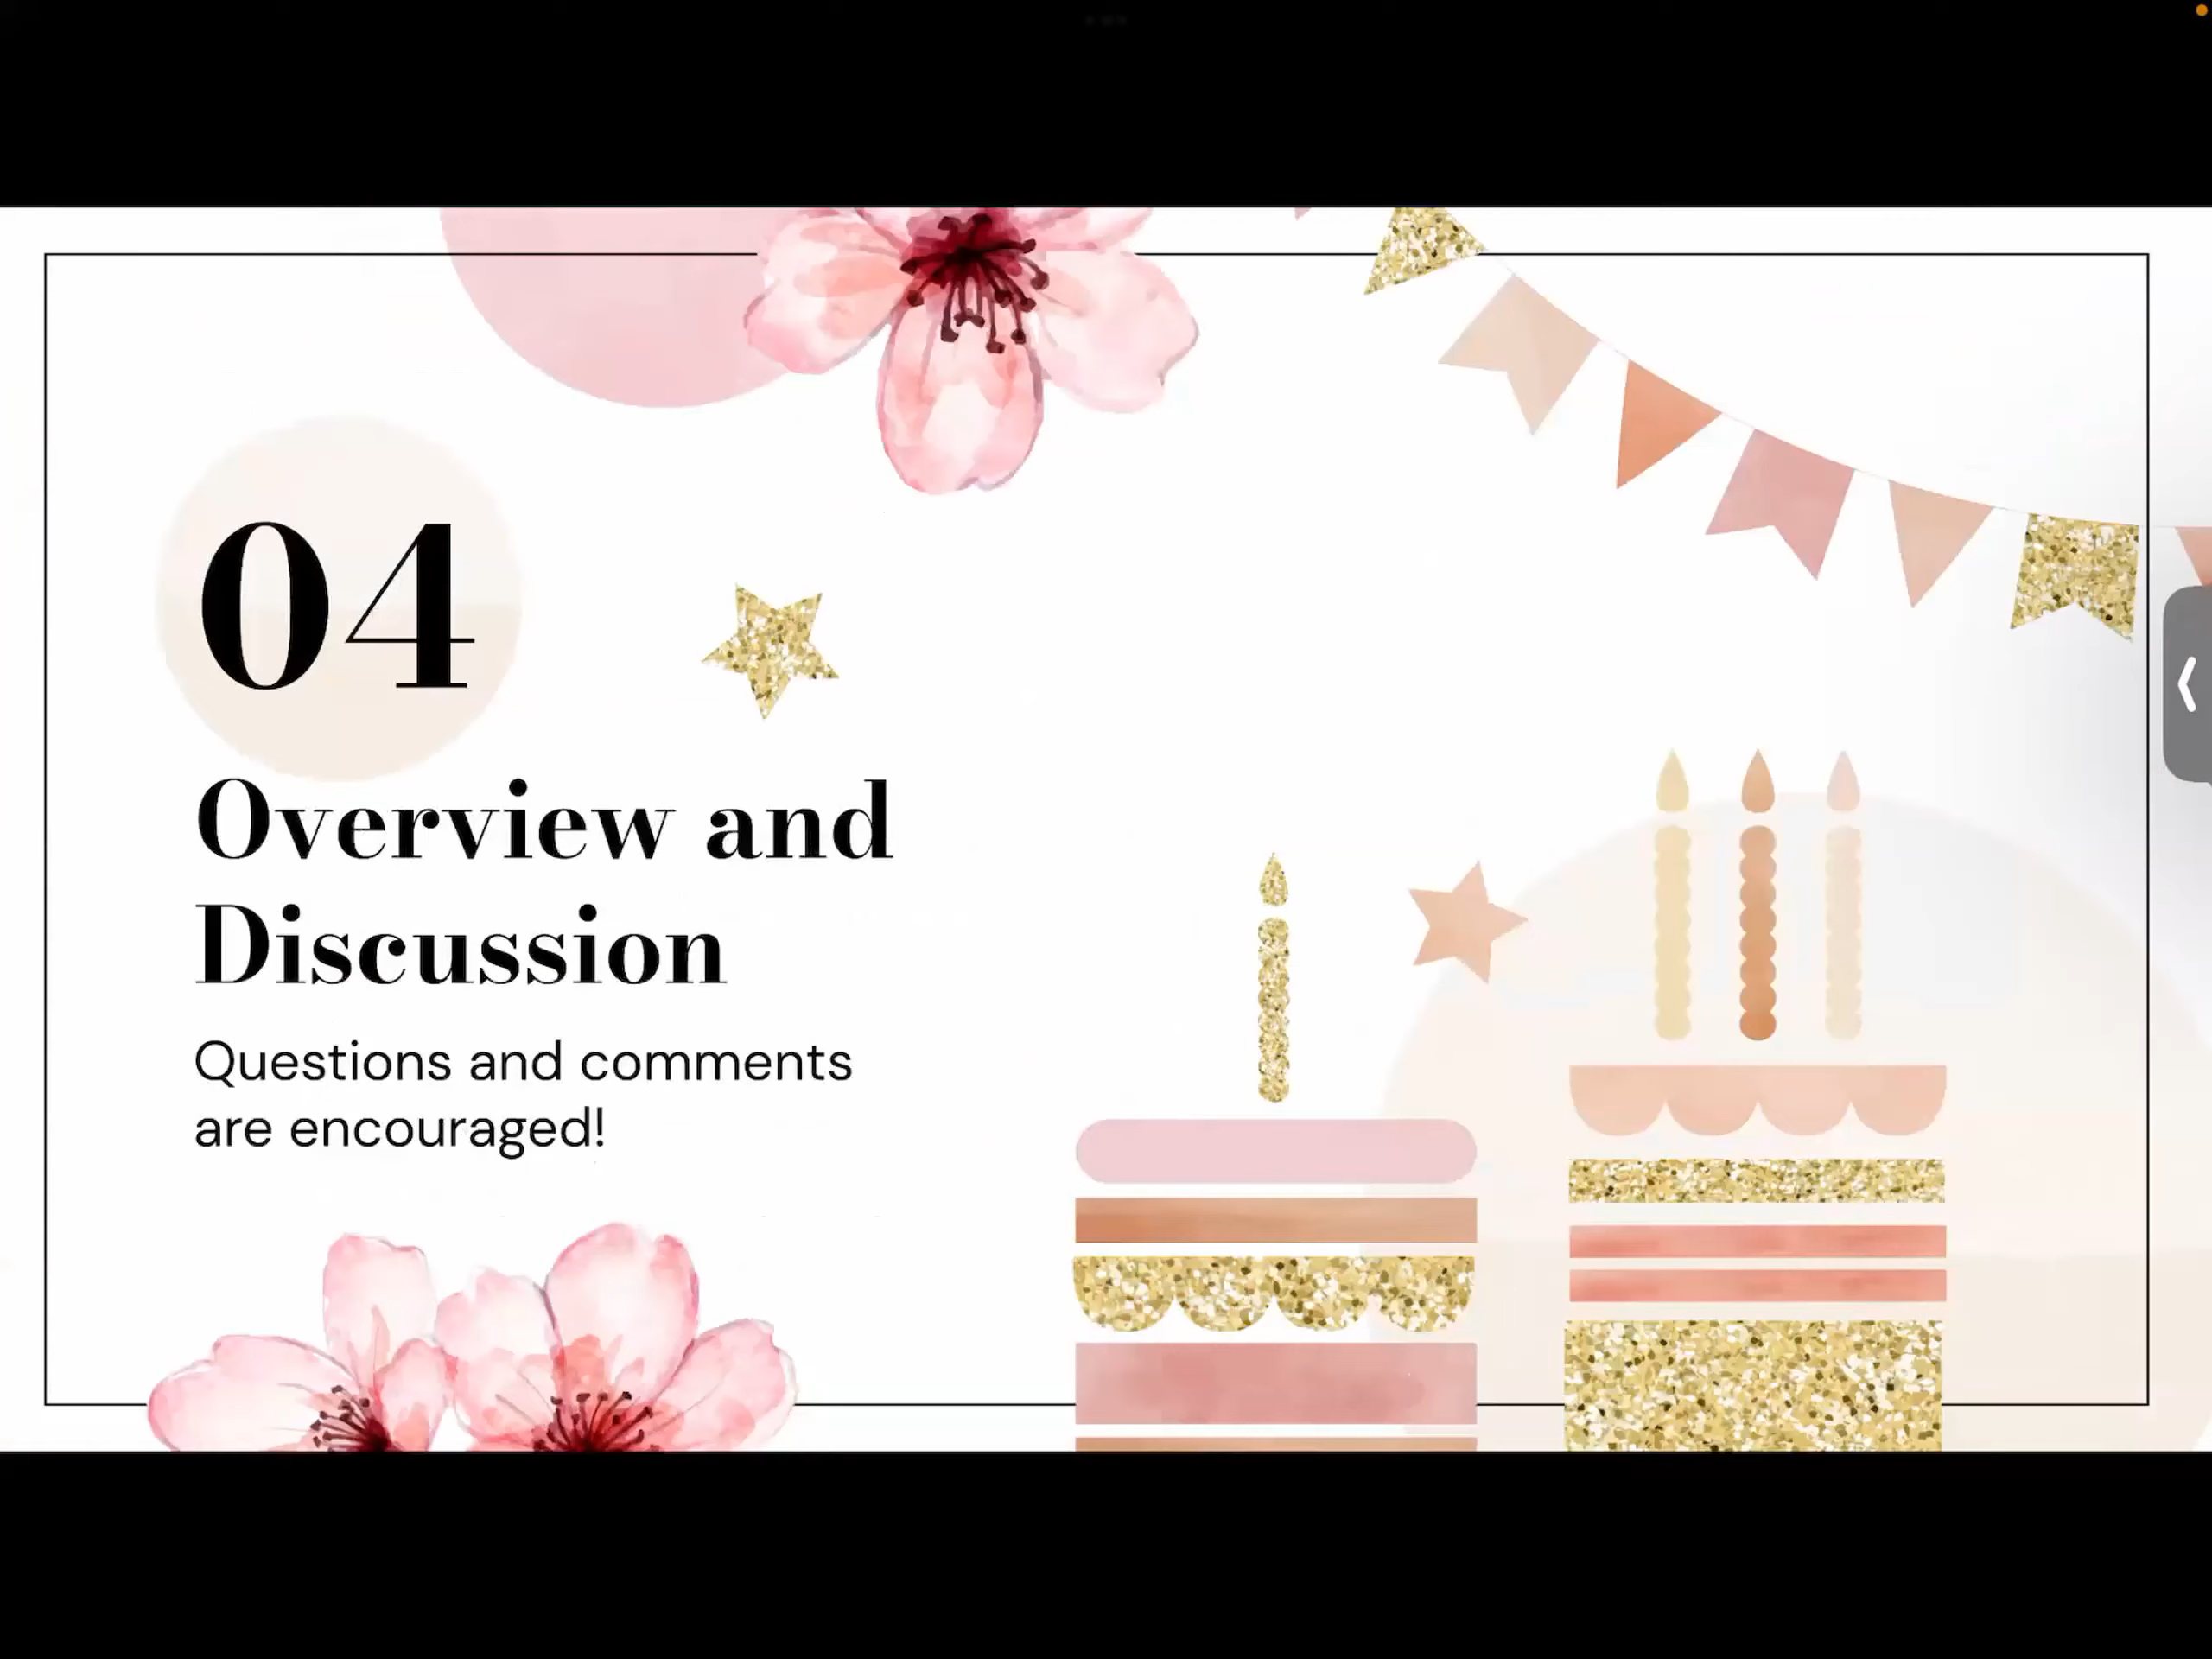 04
Overview and
Discussion
Questions and comments
are encouraged!